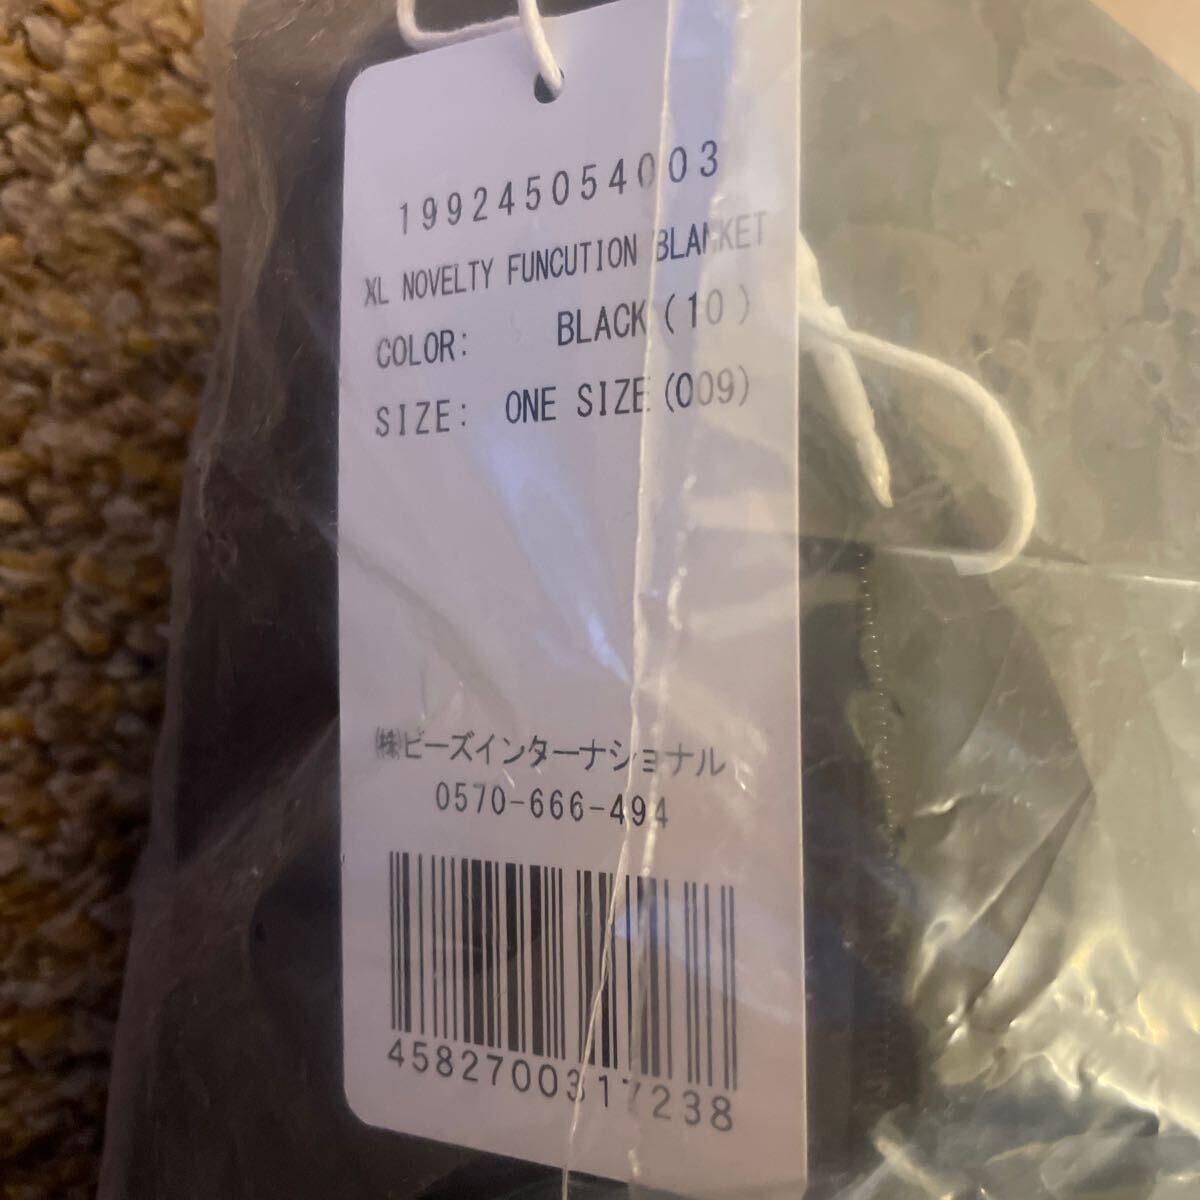 199245054003
XL NOVELTY FUNCUTION BLANKET
COLOR: BLACK(10)
SIZE: ONE SIZE(009)
㈱ビーズインターナショナル
0570-666-494
4582700317238